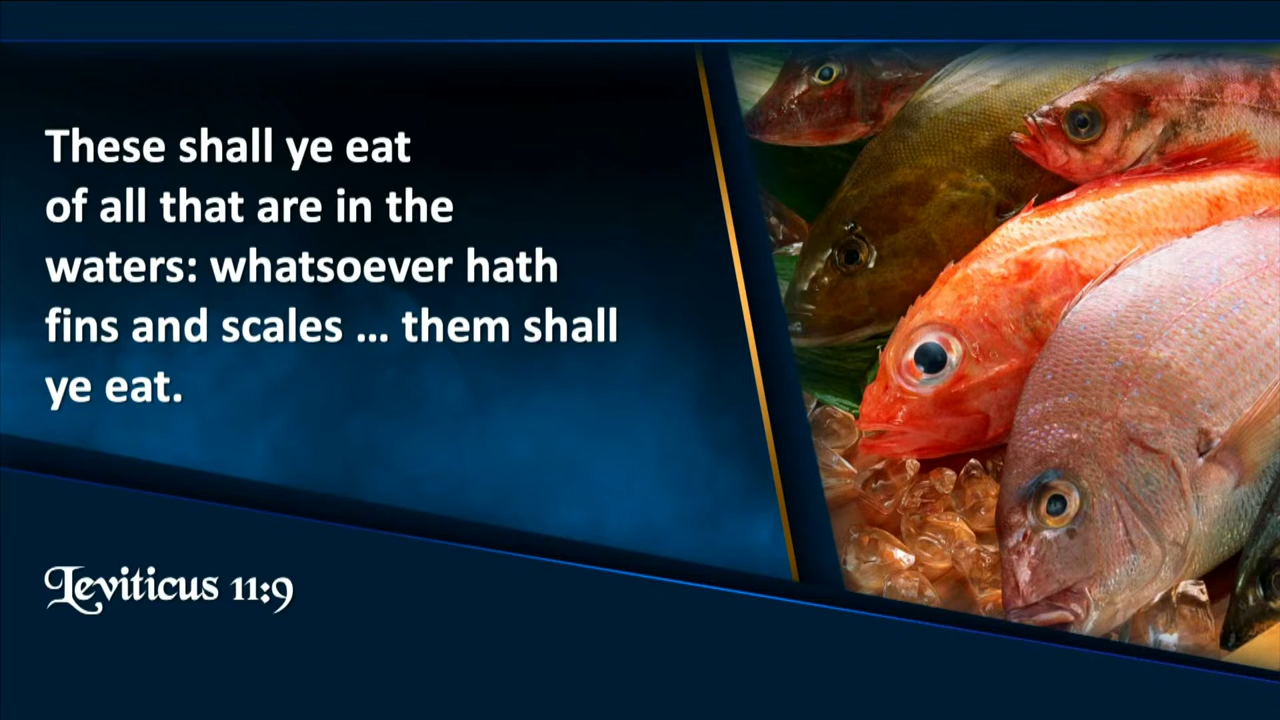 These shall ye eat
of all that are in the
waters: whatsoever hath
fins and scales ... them shall
ye eat.
Leviticus 11:9